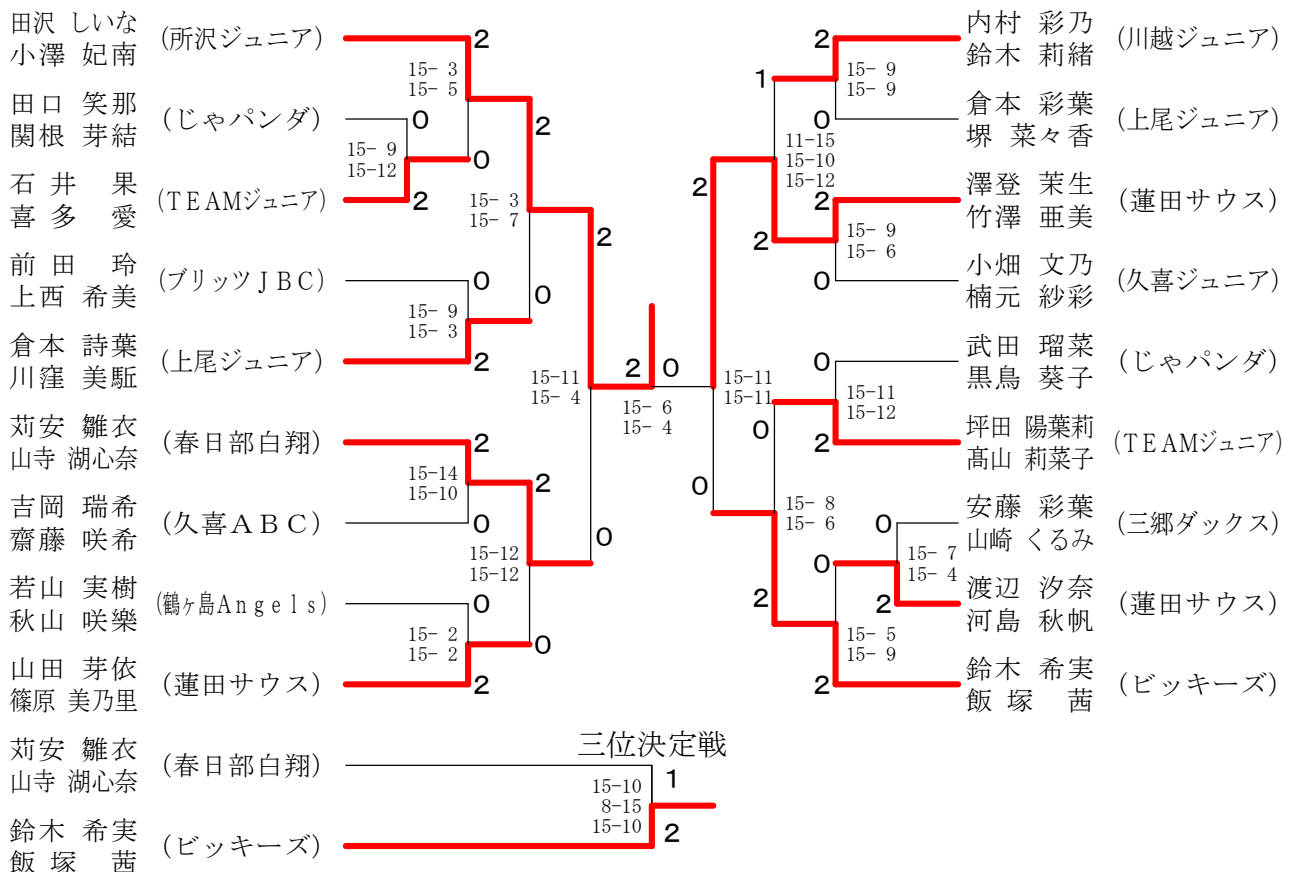 田沢 しいな
小澤 妃南
(所沢ジュニア)
2
15- 3
15- 5
田口 笑那
関根 芽結
(じゃパンダ)
0
15- 9
15-12
0
石井 果
喜多 愛
(TEAMジュニア)
2
2
15- 3
15- 7
前田 玲
上西 希美
(ブリッツJBC)
0
15- 9
15- 3
0
倉本 詩葉
川窪 美駈
(上尾ジュニア)
2
2
15-11
15- 4
苅安 雛衣
山寺 湖心奈
(春日部白翔)
2
15-14
15-10
2
吉岡 瑞希
齋藤 咲希
(久喜ABC)
0
15-12
15-12
0
若山 実樹
秋山 咲樂
(鶴ヶ島Angels)
0
15- 2
15- 2
0
山田 芽依
篠原 美乃里
(蓮田サウス)
2
2
0
15- 6
15- 4
内村 彩乃
鈴木 莉緒
(川越ジュニア)
2
1
15- 9
15- 9
倉本 彩葉
堺 菜々香
(上尾ジュニア)
0
11-15
15-10
15-12
2
澤登 茉生
竹澤 亜美
(蓮田サウス)
2
2
15- 9
15- 6
小畑 文乃
楠元 紗彩
(久喜ジュニア)
0
武田 瑠菜
黒鳥 葵子
(じゃパンダ)
0
15-11
15-11
15-11
15-12
0
坪田 陽葉莉
髙山 莉菜子
(TEAMジュニア)
2
0
15- 8
15- 6
安藤 彩葉
山崎 くるみ
(三郷ダックス)
0
15- 7
15- 4
0
渡辺 汐奈
河島 秋帆
(蓮田サウス)
2
2
15- 5
15- 9
鈴木 希実
飯塚 茜
(ビッキーズ)
2
三位決定戦
苅安 雛衣
山寺 湖心奈
(春日部白翔)
1
15-10
8-15
15-10
鈴木 希実
飯塚 茜
(ビッキーズ)
2